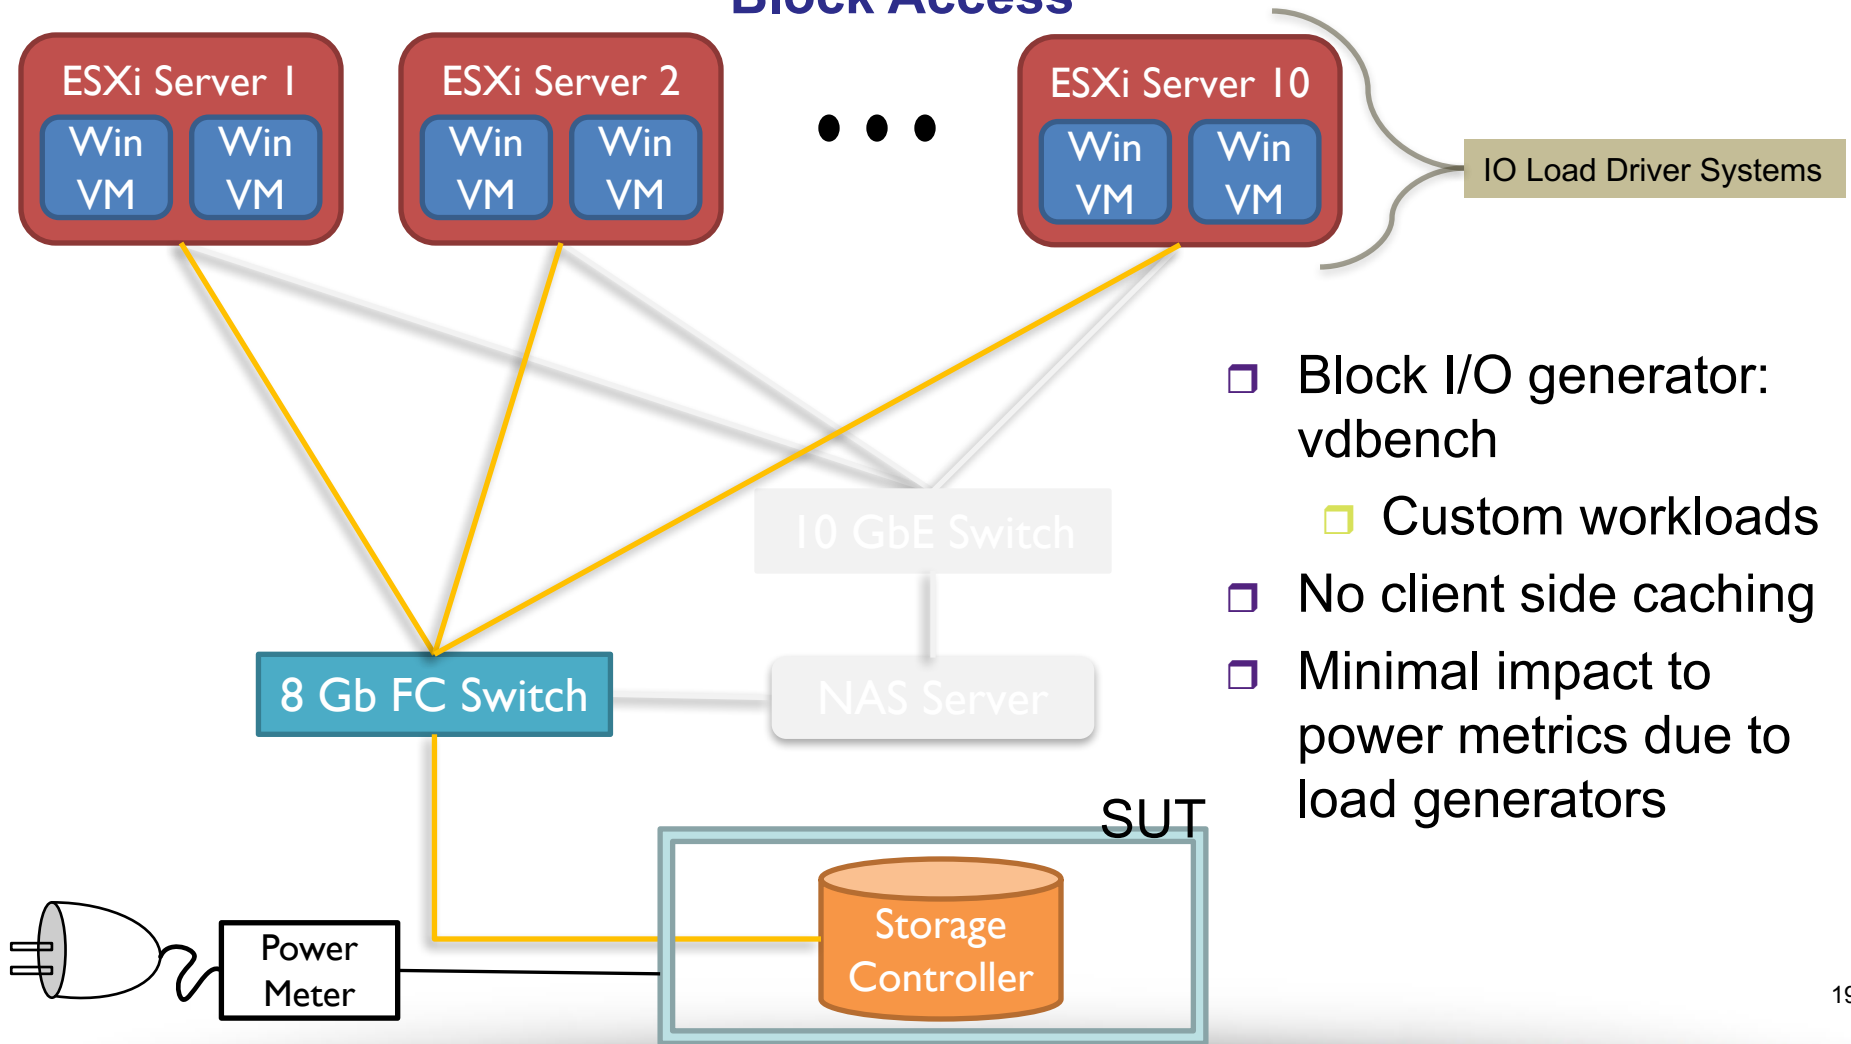 Block Access
ESXi Server 1
ESXi Server 2
ESXi Server 10
Win
VM
Win
VM
Win
VM
Win
VM
Win
VM
Win
VM
IO Load Driver Systems
10 GbE Switch
8 Gb FC Switch
NAS Server
Block I/O generator:
vdbench
Custom workloads
No client side caching
Minimal impact to
power metrics due to
load generators
SUT
Storage
Controller
Power
Meter
19